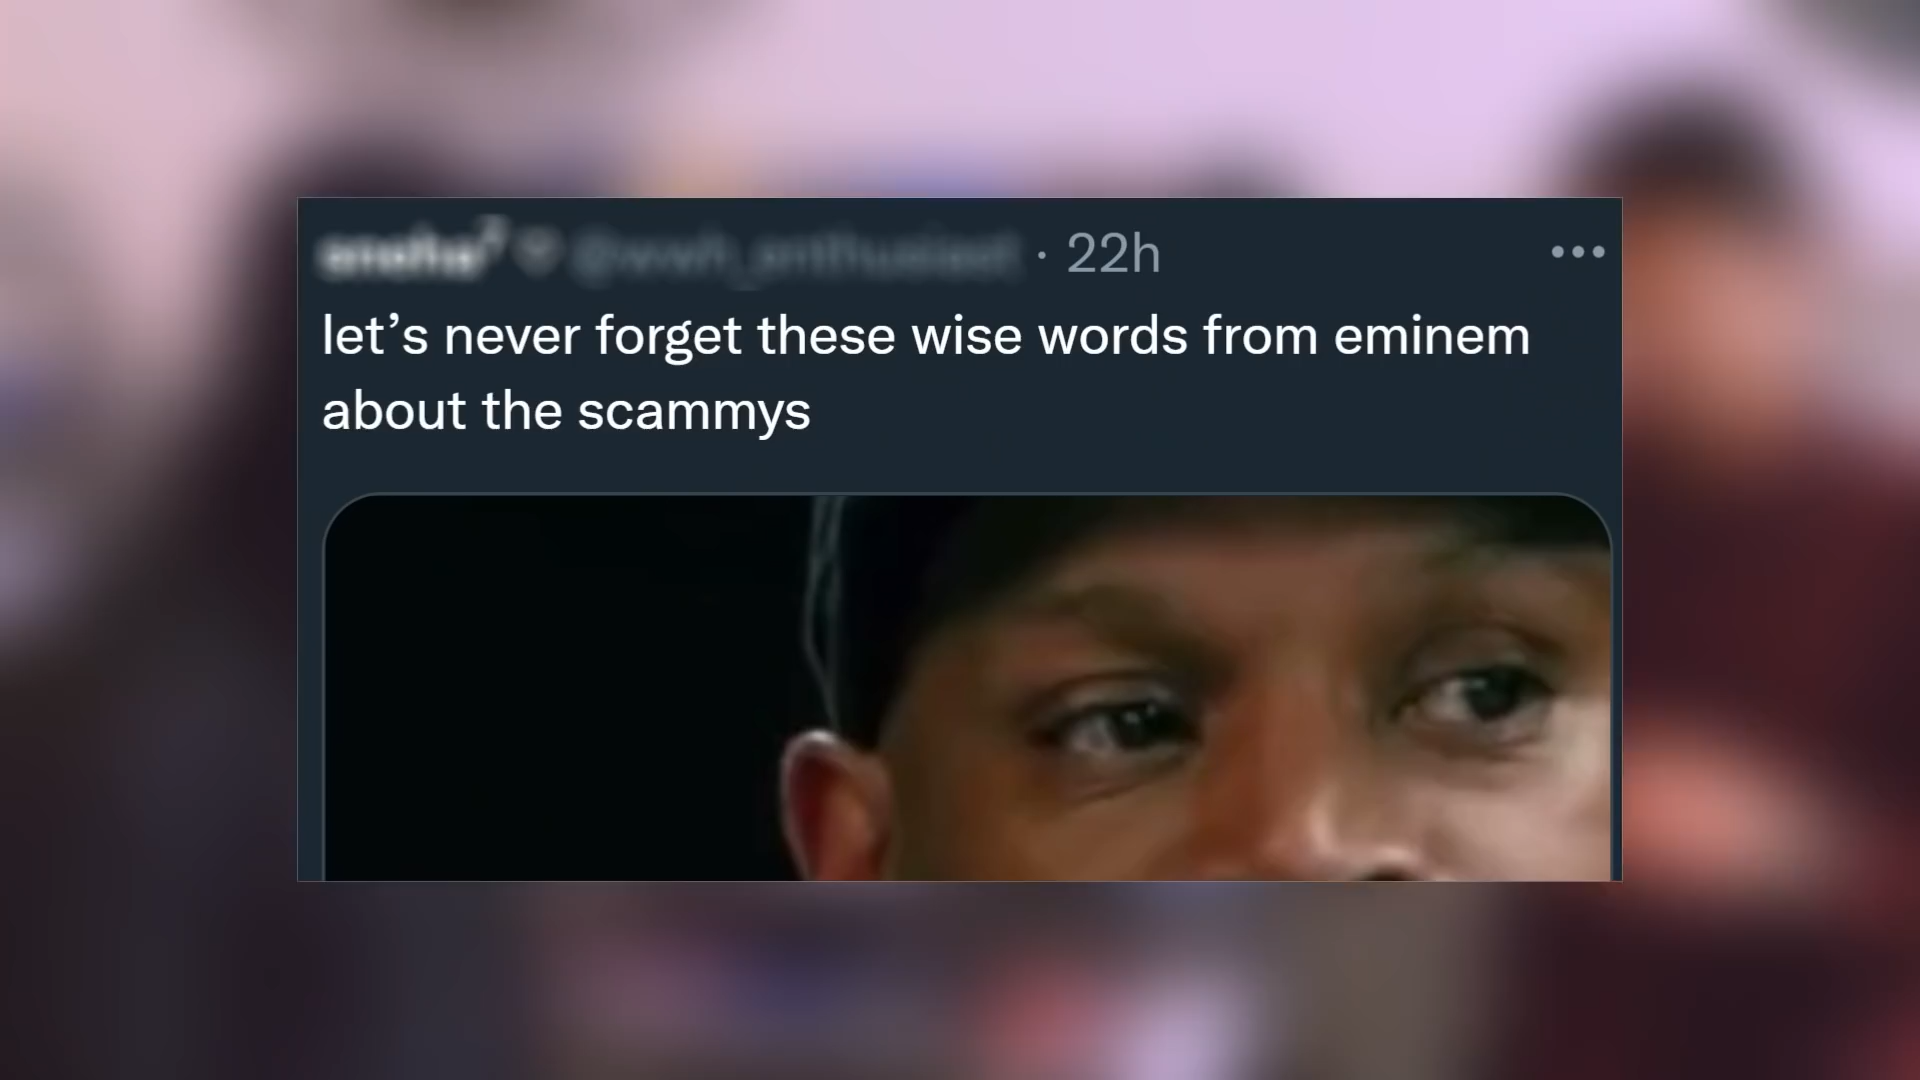 · 22h
let’s never forget these wise words from eminem
about the scammys